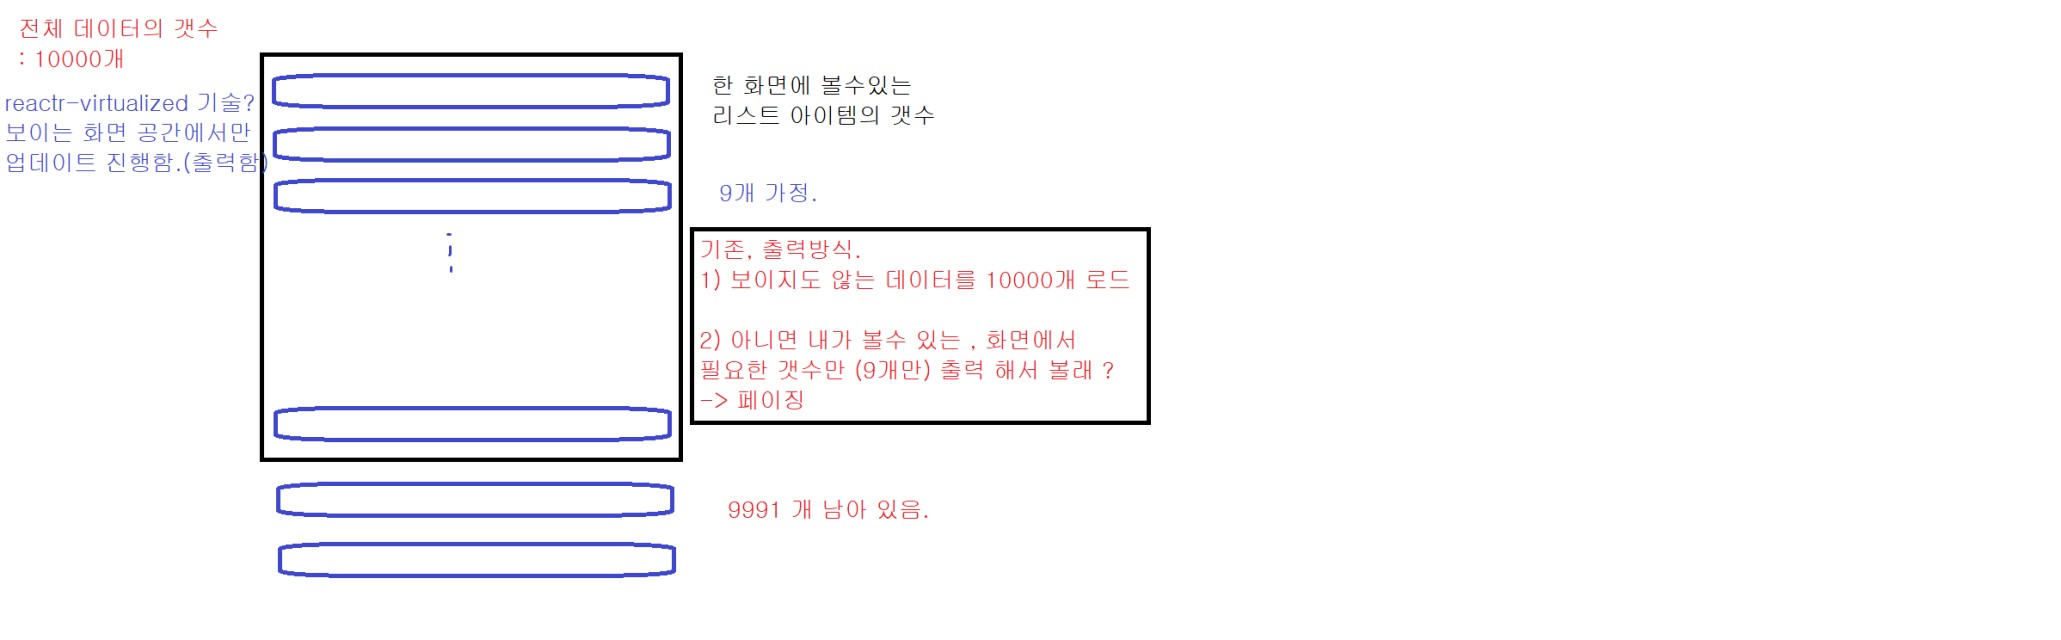 전체 데이터의 갯수
: 10000개
reactr-virtualized 기술?
보이는 화면 공간에서만
업데이트 진행함.(출력함)
한 화면에 볼수있는
리스트 아이템의 갯수
9개 가정.
기존, 출력방식.
1) 보이지도 않는 데이터를 10000개 로드
2) 아니면 내가 볼수 있는 , 화면에서
필요한 갯수만 (9개만) 출력 해서 볼래 ?
-> 페이징
9991 개 남아 있음.